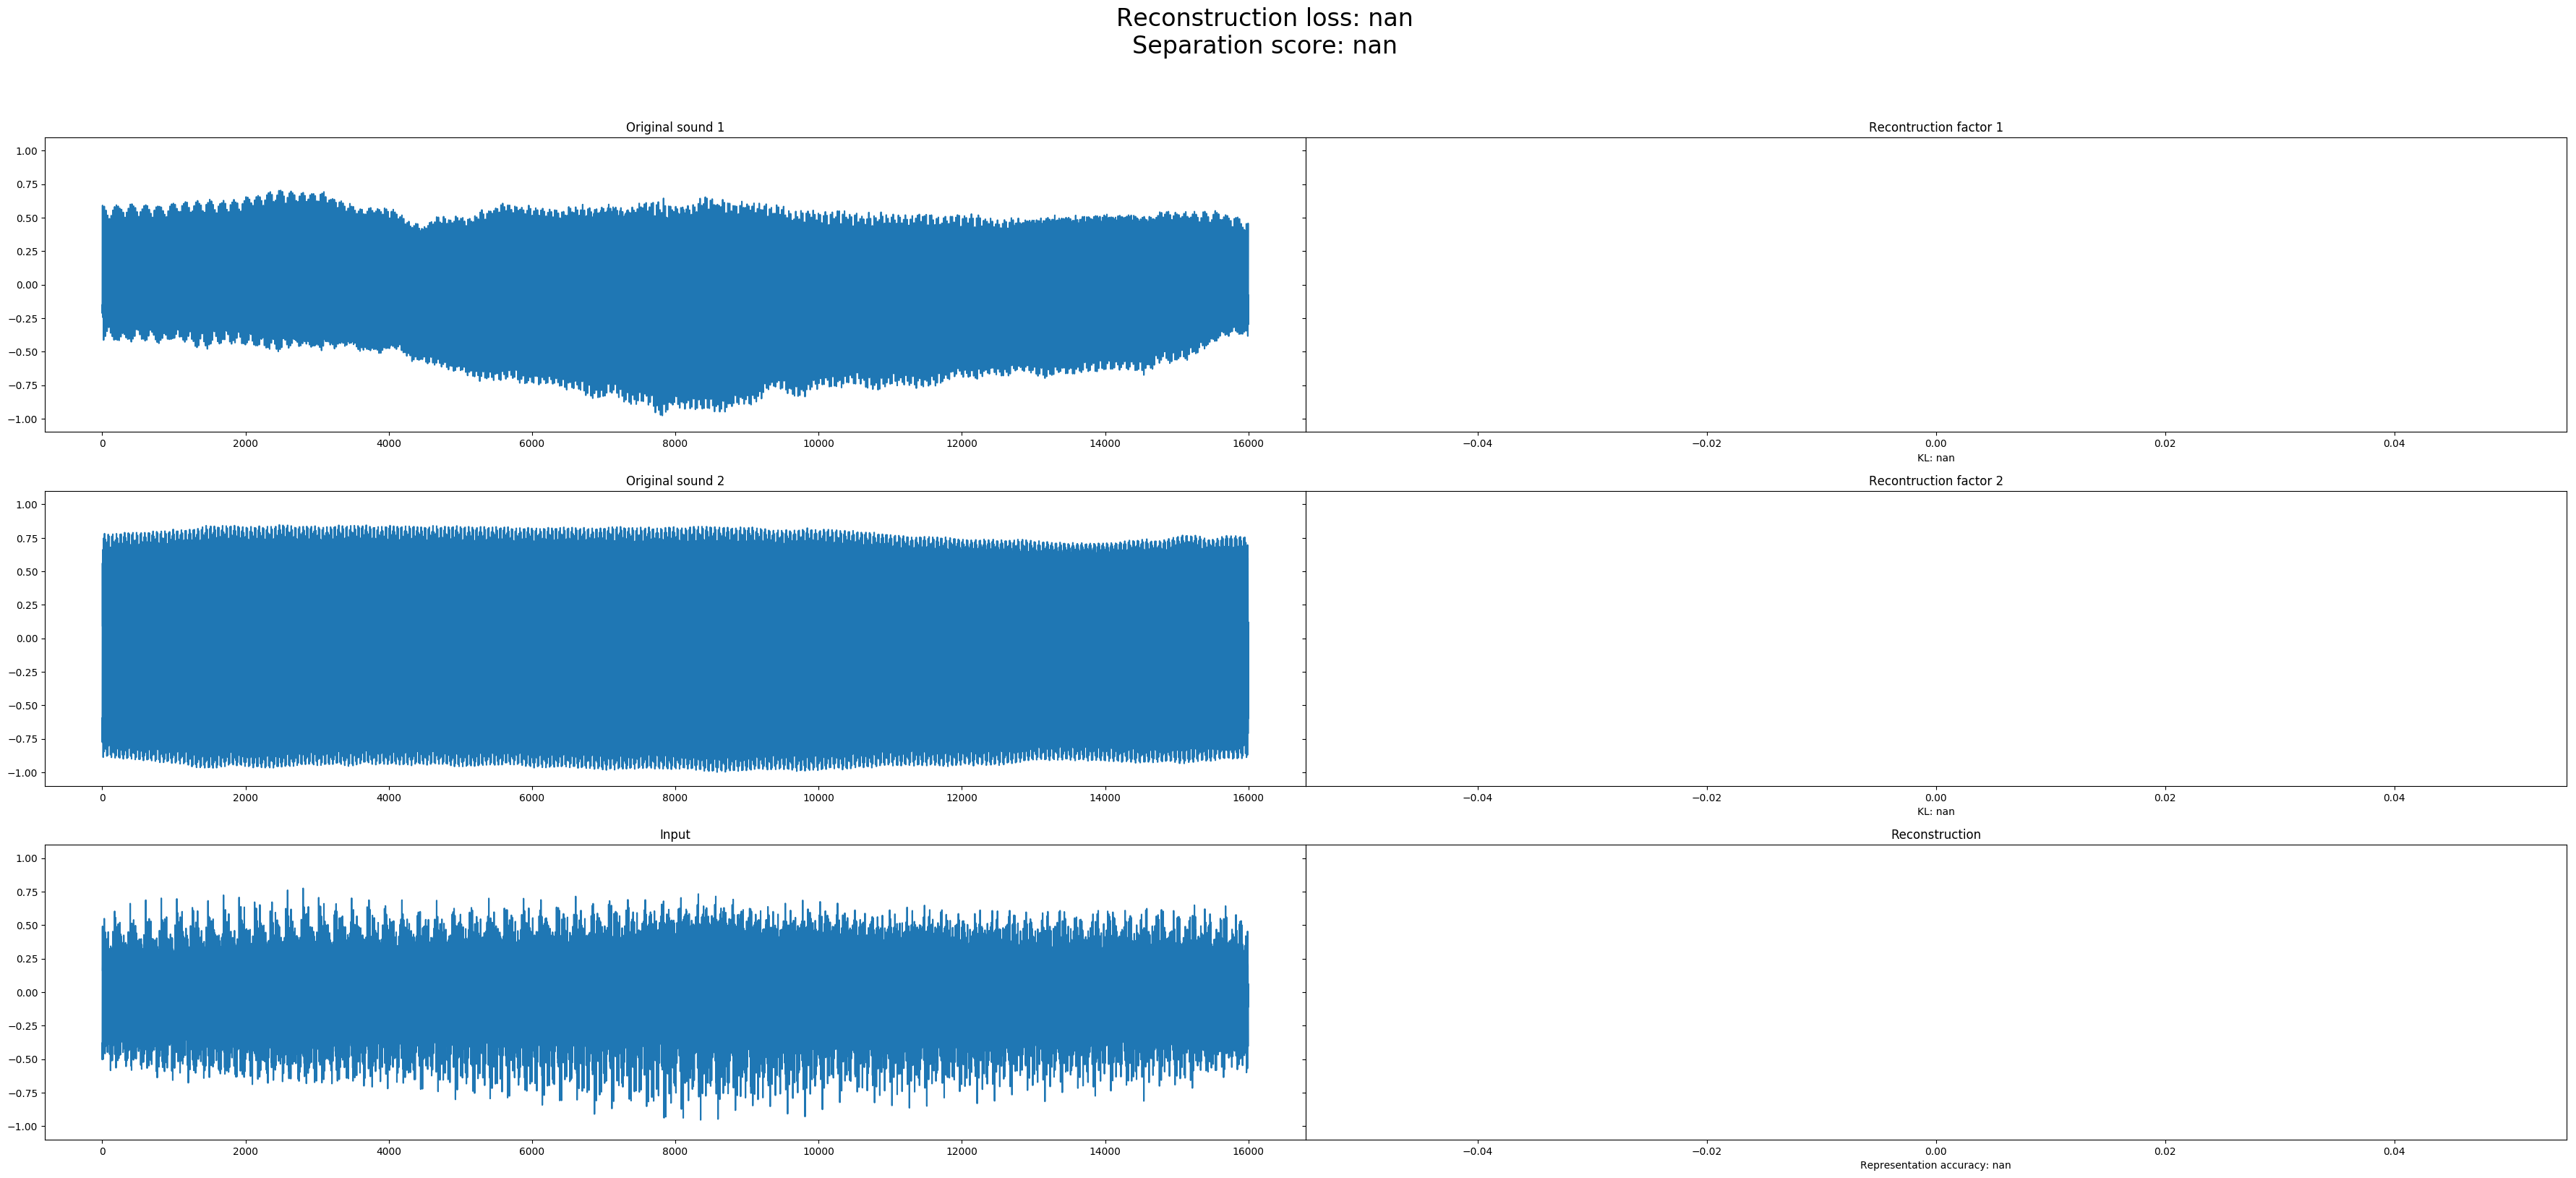 Reconstruction loss: nan
Separation score: nan
Original sound 1
Recontruction factor 1
1.00
0.75
0.50
0.25
0.00
−0.25
−0.50
−0.75
−1.00
0 2000 4000 6000 8000 10000 12000 14000 16000
−0.04 −0.02 0.00 0.02 0.04
KL: nan
Original sound 2
Recontruction factor 2
1.00
0.75
0.50
0.25
0.00
−0.25
−0.50
−0.75
−1.00
0 2000 4000 6000 8000 10000 12000 14000 16000
−0.04 −0.02 0.00 0.02 0.04
KL: nan
Input
Reconstruction
1.00
0.75
0.50
0.25
0.00
−0.25
−0.50
−0.75
−1.00
0 2000 4000 6000 8000 10000 12000 14000 16000
−0.04 −0.02 0.00 0.02 0.04
Representation accuracy: nan